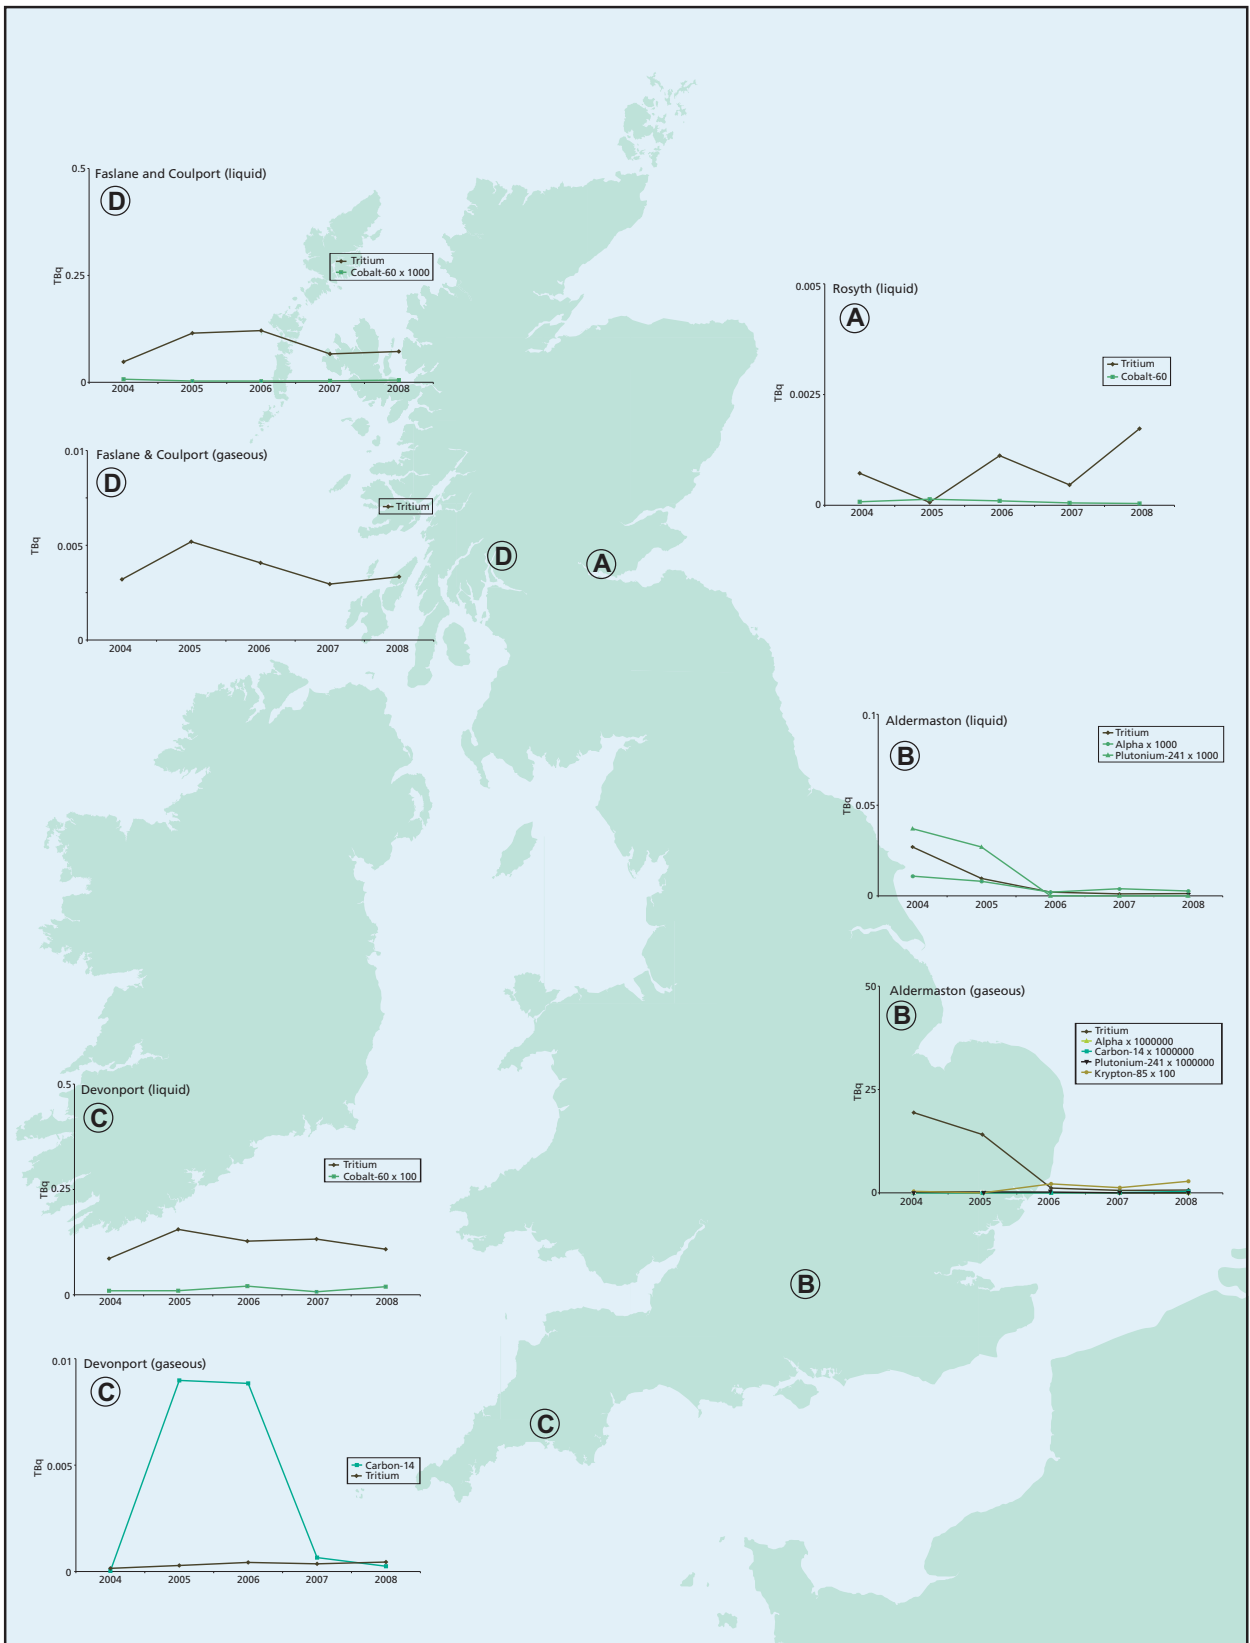 0.5
Faslane and Coulport (liquid)
D
Tritium
Cobalt-60 x 1000
0.25
TBq
0
2004 2005 2006 2007 2008
0.01
Faslane & Coulport (gaseous)
D
Tritium
0.005
TBq
0
2004 2005 2006 2007 2008
0.005
Rosyth (liquid)
A
Tritium
Cobalt-60
0.0025
TBq
0
2004 2005 2006 2007 2008
D
A
0.1
Aldermaston (liquid)
B
Tritium
Alpha x 1000
Plutonium-241 x 1000
0.05
TBq
0
2004 2005 2006 2007 2008
50
Aldermaston (gaseous)
B
Tritium
Alpha x 1000000
Carbon-14 x 1000000
Plutonium-241 x 1000000
Krypton-85 x 100
25
TBq
0
2004 2005 2006 2007 2008
0.5
Devonport (liquid)
C
Tritium
Cobalt-60 x 100
0.25
TBq
0
2004 2005 2006 2007 2008
B
0.01
Devonport (gaseous)
C
Carbon-14
Tritium
0.005
TBq
0
2004 2005 2006 2007 2008
C